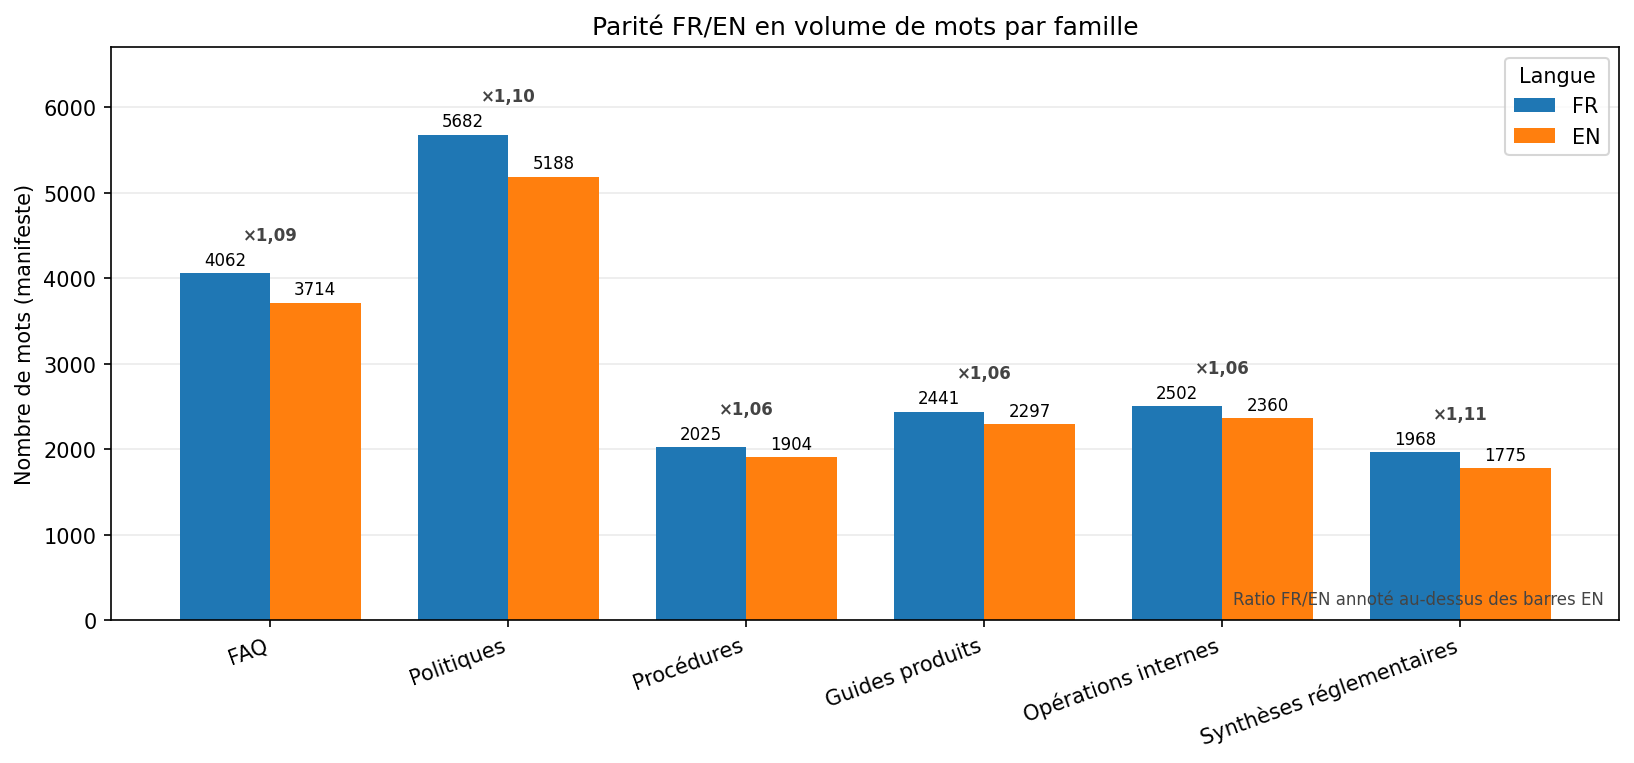 Parité FR/EN en volume de mots par famille
Nombre de mots (manifeste)
6000
5000
4000
3000
2000
1000
0
Langue
FR
EN
×1,09
4062
3714
×1,10
5682
5188
×1,06
2025
1904
×1,06
2441
2297
×1,06
2502
2360
×1,11
1968
1775
Ratio FR/EN annoté au-dessus des barres EN
FAQ
Politiques
Procédures
Guides produits
Opérations internes
Synthèses réglementaires